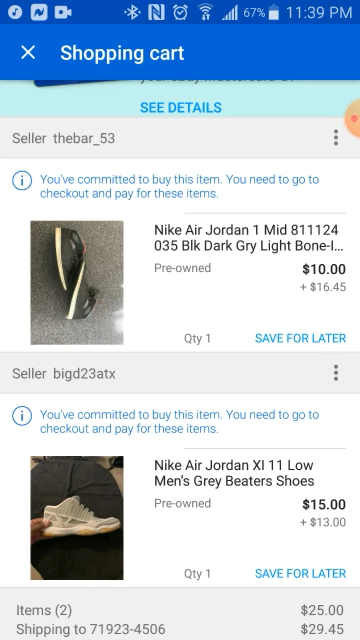 67% 11:39 PM
Shopping cart
SEE DETAILS
Seller thebar_53
You've committed to buy this item. You need to go to
checkout and pay for these items.
Nike Air Jordan 1 Mid 811124
035 Blk Dark Gry Light Bone-I...
Pre-owned $10.00
+ $16.45
Qty 1 SAVE FOR LATER
Seller bigd23atx
You've committed to buy this item. You need to go to
checkout and pay for these items.
Nike Air Jordan XI 11 Low
Men's Grey Beaters Shoes
Pre-owned $15.00
+ $13.00
Qty 1 SAVE FOR LATER
Items (2) $25.00
Shipping to 71923-4506 $29.45